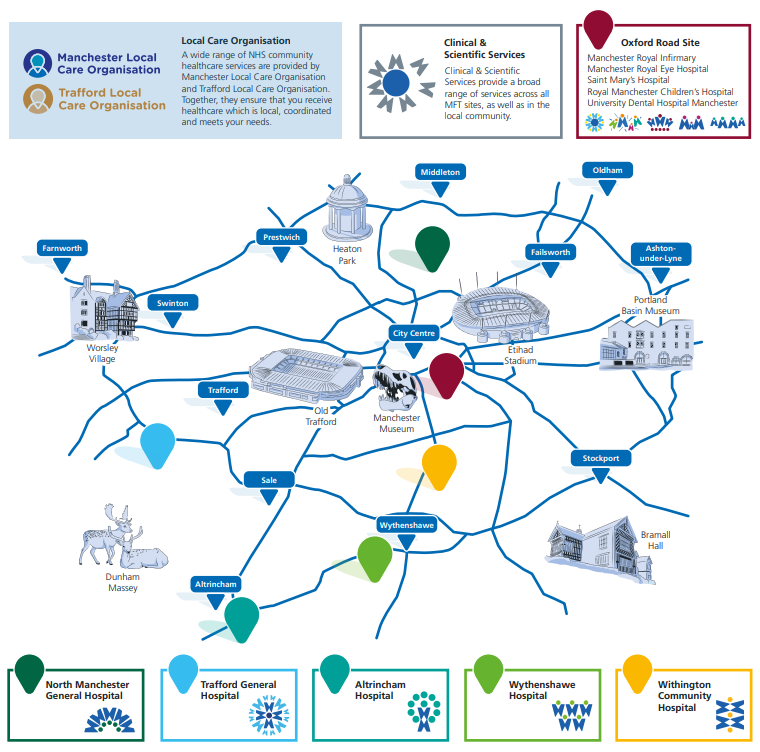 Manchester Local
Care Organisation
Trafford Local
Care Organisation
Local Care Organisation
A wide range of NHS community
healthcare services are provided by
Manchester Local Care Organisation
and Trafford Local Care Organisation.
Together, they ensure that you receive
healthcare which is local, coordinated
and meets your needs.
Clinical &
Scientific Services
Clinical & Scientific
Services provide a broad
range of services across all
MFT sites, as well as in the
local community.
Oxford Road Site
Manchester Royal Infirmary
Manchester Royal Eye Hospital
Saint Mary's Hospital
Royal Manchester Children's Hospital
University Dental Hospital Manchester
Middleton
Oldham
Prestwich
Heaton
Park
Farnworth
Failsworth
Ashton-
under-Lyne
Swinton
Portland
Basin Museum
City Centre
Worsley
Village
Etihad
Stadium
Trafford
Old
Trafford
Manchester
Museum
Stockport
Sale
Wythenshawe
Bramall
Hall
Dunham
Massey
Altrincham
North Manchester
General Hospital
Trafford General
Hospital
Altrincham
Hospital
Wythenshawe
Hospital
Withington
Community
Hospital